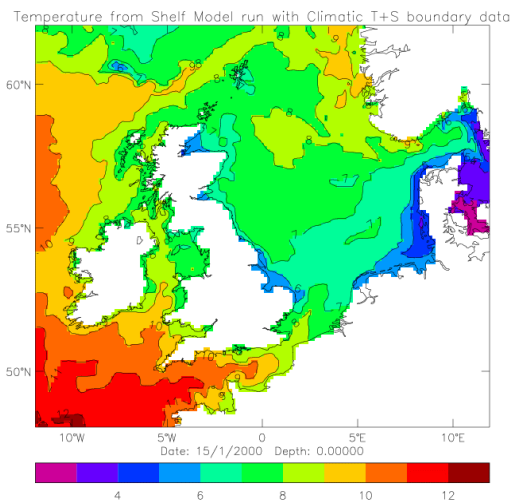 Temperature from Shelf Model run with Climatic T+S boundary data
60°N
55°N
50°N
10°W 5°W 0 5°E 10°E
Date: 15/1/2000 Depth: 0.00000
4 6 8 10 12